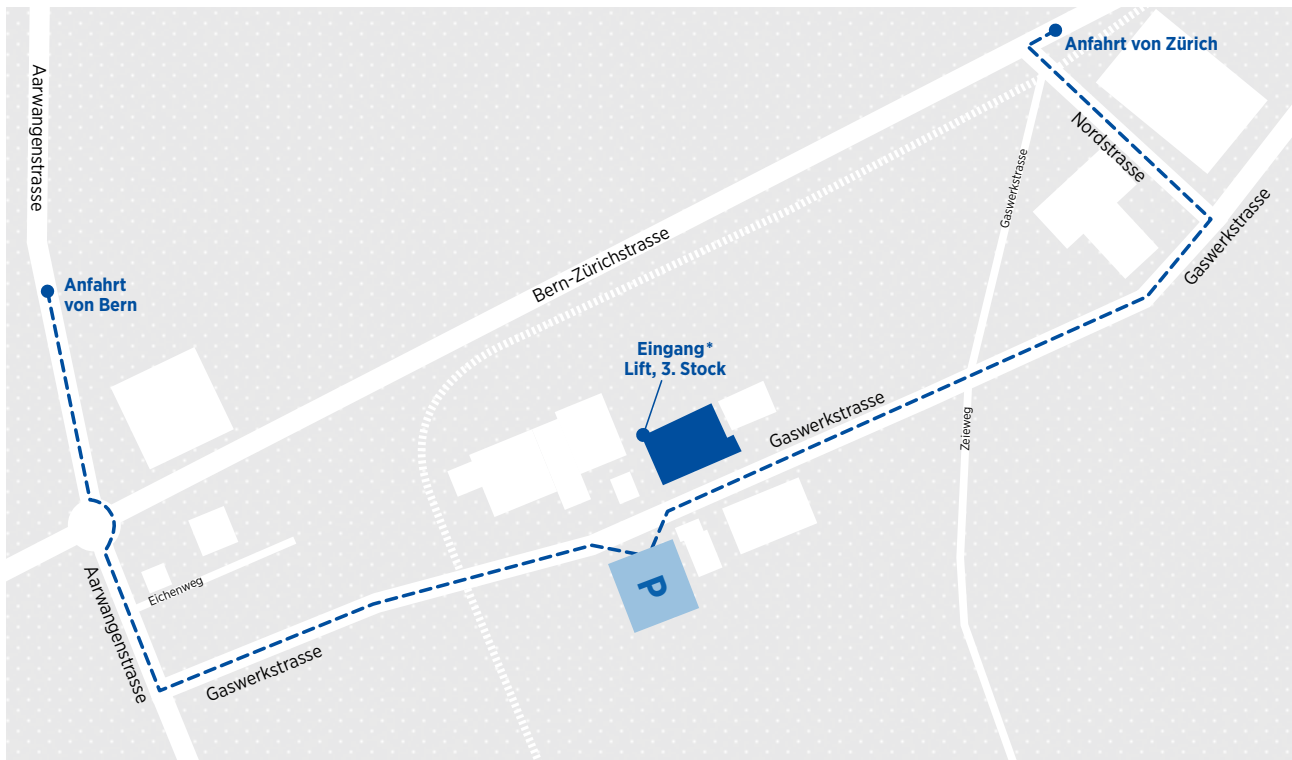 Anfahrt von Zürich
Aarwangenstrasse
Nordstrasse
Gaswerkstrasse
Gaswerkstrasse
Bern-Zürichstrasse
Anfahrt
von Bern
Eingang*
Lift, 3. Stock
Gaswerkstrasse
Zeieweg
P
Eichenweg
Aarwangenstrasse
Gaswerkstrasse